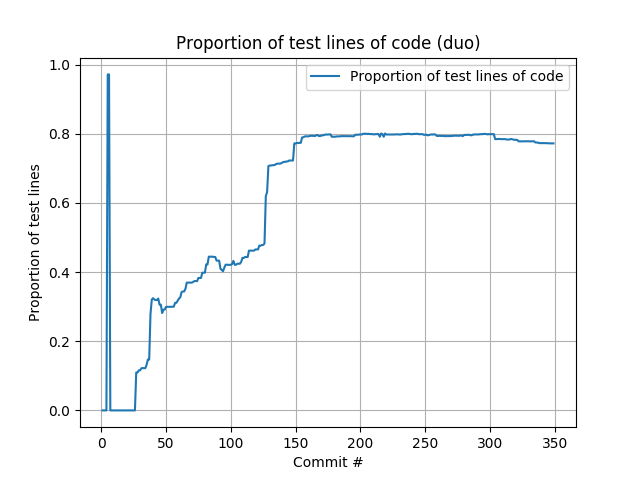 Proportion of test lines of code (duo)
Proportion of test lines of code
1.0
0.8
0.6
0.4
0.2
0.0
Proportion of test lines
0 50 100 150 200 250 300 350
Commit #